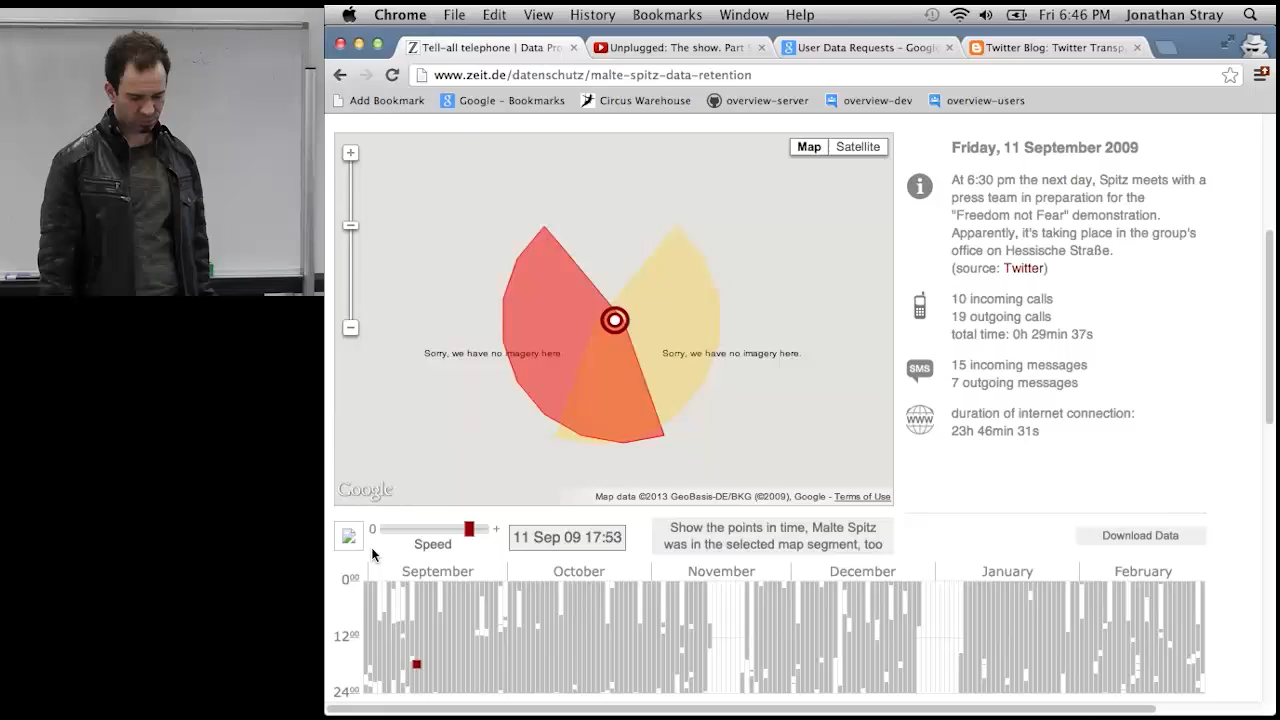 Chrome File Edit View History Bookmarks Window Help Fri 6:46 PM Jonathan Stray
Tell-all telephone | Data Pro Unplugged: The show. Part User Data Requests – Google Twitter Blog: Twitter Transp
www.zeit.de/datenschutz/malte-spitz-data-retention
Add Bookmark Google - Bookmarks Circus Warehouse overview-server overview-dev overview-users
Map Satellite
Sorry, we have no imagery here. Sorry, we have no imagery here.
Google
Map data ©2013 GeoBasis-DE/BKG (©2009), Google - Terms of Use
Friday, 11 September 2009
At 6:30 pm the next day, Spitz meets with a
press team in preparation for the
"Freedom not Fear" demonstration.
Apparently, it's taking place in the group's
office on Hessische Straße.
(source: Twitter)
10 incoming calls
19 outgoing calls
total time: 0h 29min 37s
SMS
15 incoming messages
7 outgoing messages
WWW
duration of internet connection:
23h 46min 31s
0 +
Speed
11 Sep 09 17:53
Show the points in time, Malte Spitz
was in the selected map segment, too
Download Data
September October November December January February
0⁰⁰
12⁰⁰
24⁰⁰